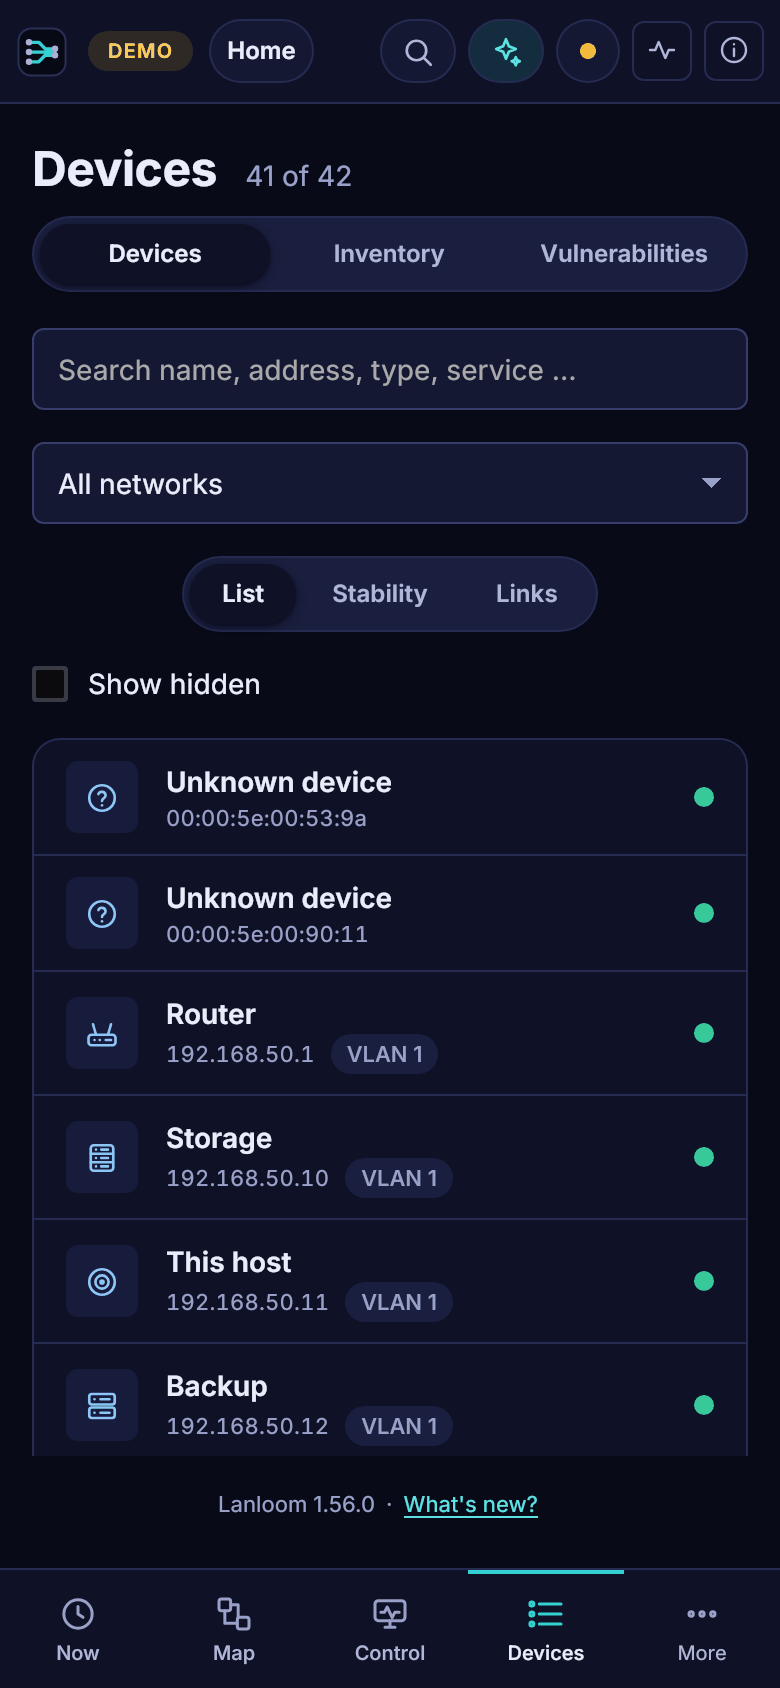 DEMO
Home
Devices 41 of 42
Devices Inventory Vulnerabilities
Search name, address, type, service ...
All networks
List Stability Links
Show hidden
Unknown device
00:00:5e:00:53:9a
Unknown device
00:00:5e:00:90:11
Router
192.168.50.1 VLAN 1
Storage
192.168.50.10 VLAN 1
This host
192.168.50.11 VLAN 1
Backup
192.168.50.12 VLAN 1
Lanloom 1.56.0 · What's new?
Now Map Control Devices More